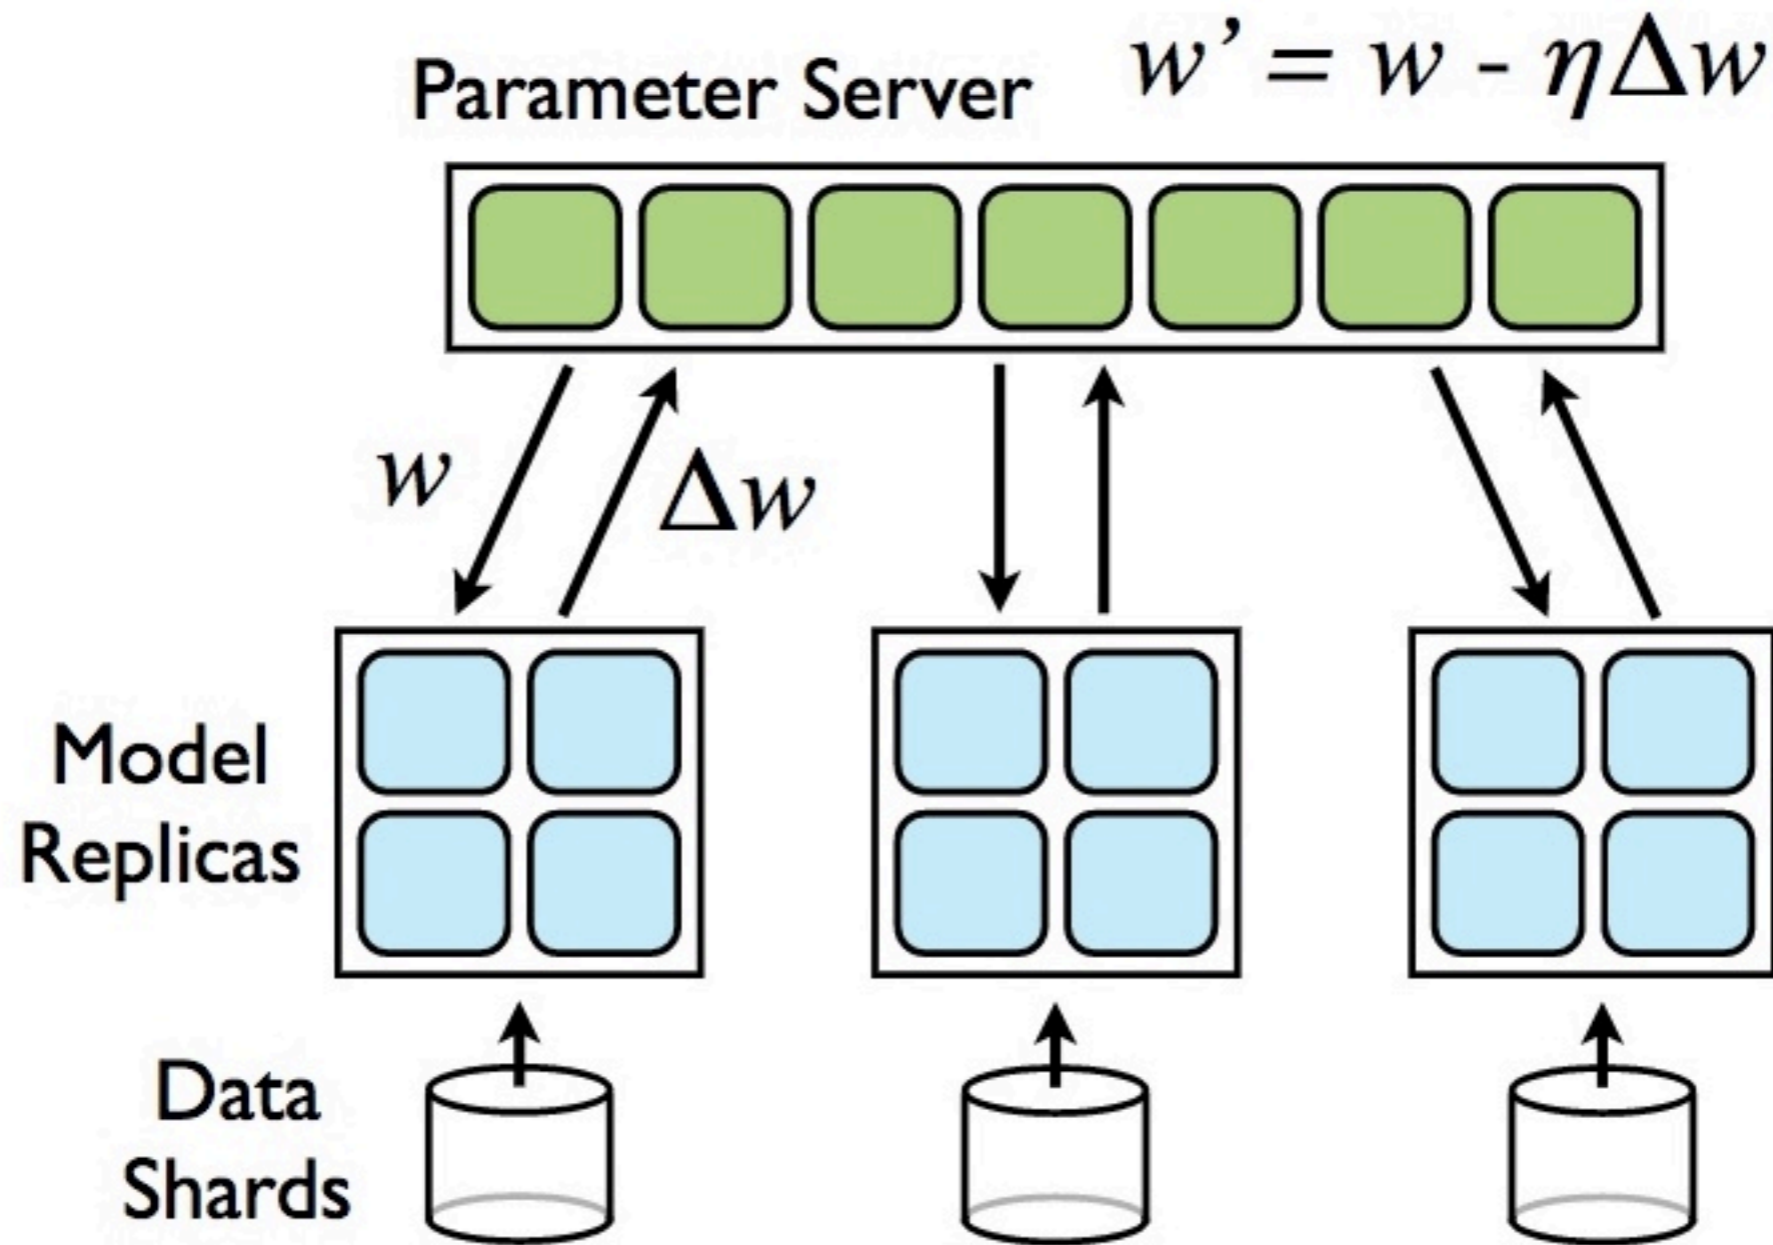 Parameter Server
w’ = w - ηΔw
w
Δw
Model
Replicas
Data
Shards